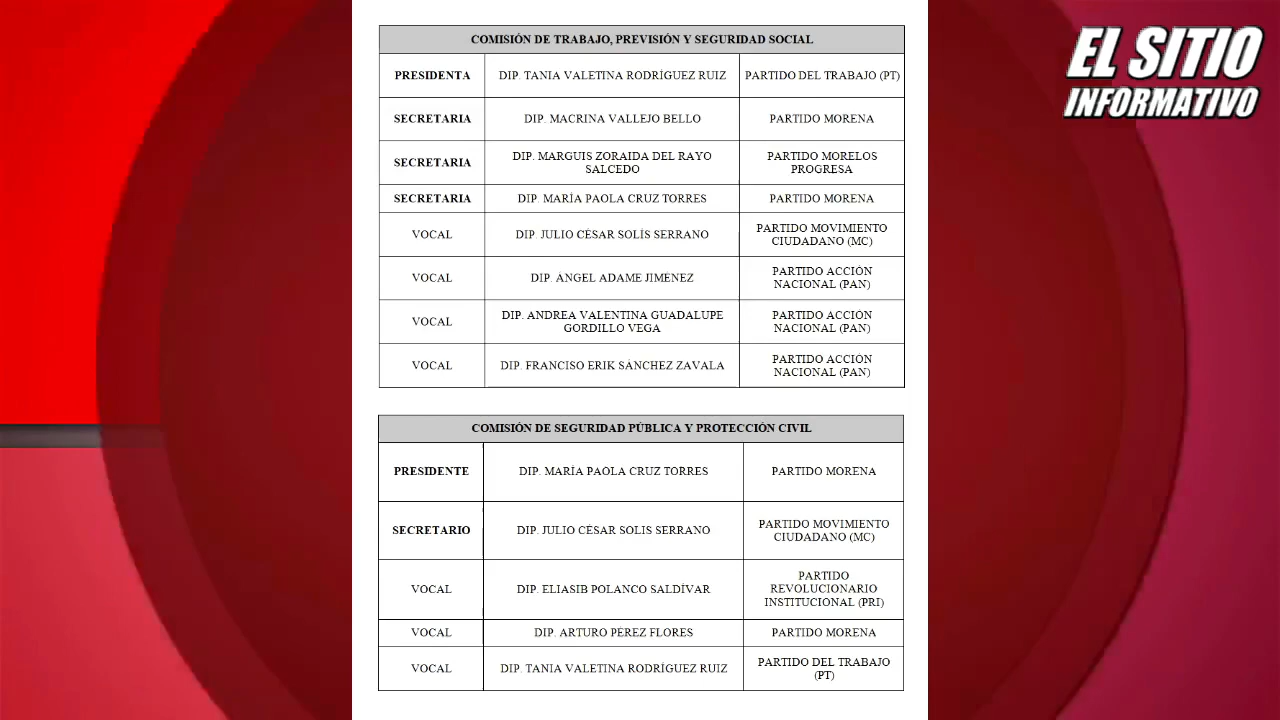 EL SITIO
INFORMATIVO
COMISIÓN DE TRABAJO, PREVISIÓN Y SEGURIDAD SOCIAL
PRESIDENTA DIP. TANIA VALETINA RODRÍGUEZ RUIZ PARTIDO DEL TRABAJO (PT)
SECRETARIA DIP. MACRINA VALLEJO BELLO PARTIDO MORENA
SECRETARIA DIP. MARGUIS ZORAIDA DEL RAYO
SALCEDO PARTIDO MORELOS
PROGRESA
SECRETARIA DIP. MARÍA PAOLA CRUZ TORRES PARTIDO MORENA
VOCAL DIP. JULIO CÉSAR SOLÍS SERRANO PARTIDO MOVIMIENTO
CIUDADANO (MC)
VOCAL DIP. ÁNGEL ADAME JIMÉNEZ PARTIDO ACCIÓN
NACIONAL (PAN)
VOCAL DIP. ANDREA VALENTINA GUADALUPE
GORDILLO VEGA PARTIDO ACCIÓN
NACIONAL (PAN)
VOCAL DIP. FRANCISO ERIK SÁNCHEZ ZAVALA PARTIDO ACCIÓN
NACIONAL (PAN)
COMISIÓN DE SEGURIDAD PÚBLICA Y PROTECCIÓN CIVIL
PRESIDENTE DIP. MARÍA PAOLA CRUZ TORRES PARTIDO MORENA
SECRETARIO DIP. JULIO CÉSAR SOLÍS SERRANO PARTIDO MOVIMIENTO
CIUDADANO (MC)
VOCAL DIP. ELIASIB POLANCO SALDÍVAR PARTIDO
REVOLUCIONARIO
INSTITUCIONAL (PRI)
VOCAL DIP. ARTURO PÉREZ FLORES PARTIDO MORENA
VOCAL DIP. TANIA VALETINA RODRÍGUEZ RUIZ PARTIDO DEL TRABAJO
(PT)